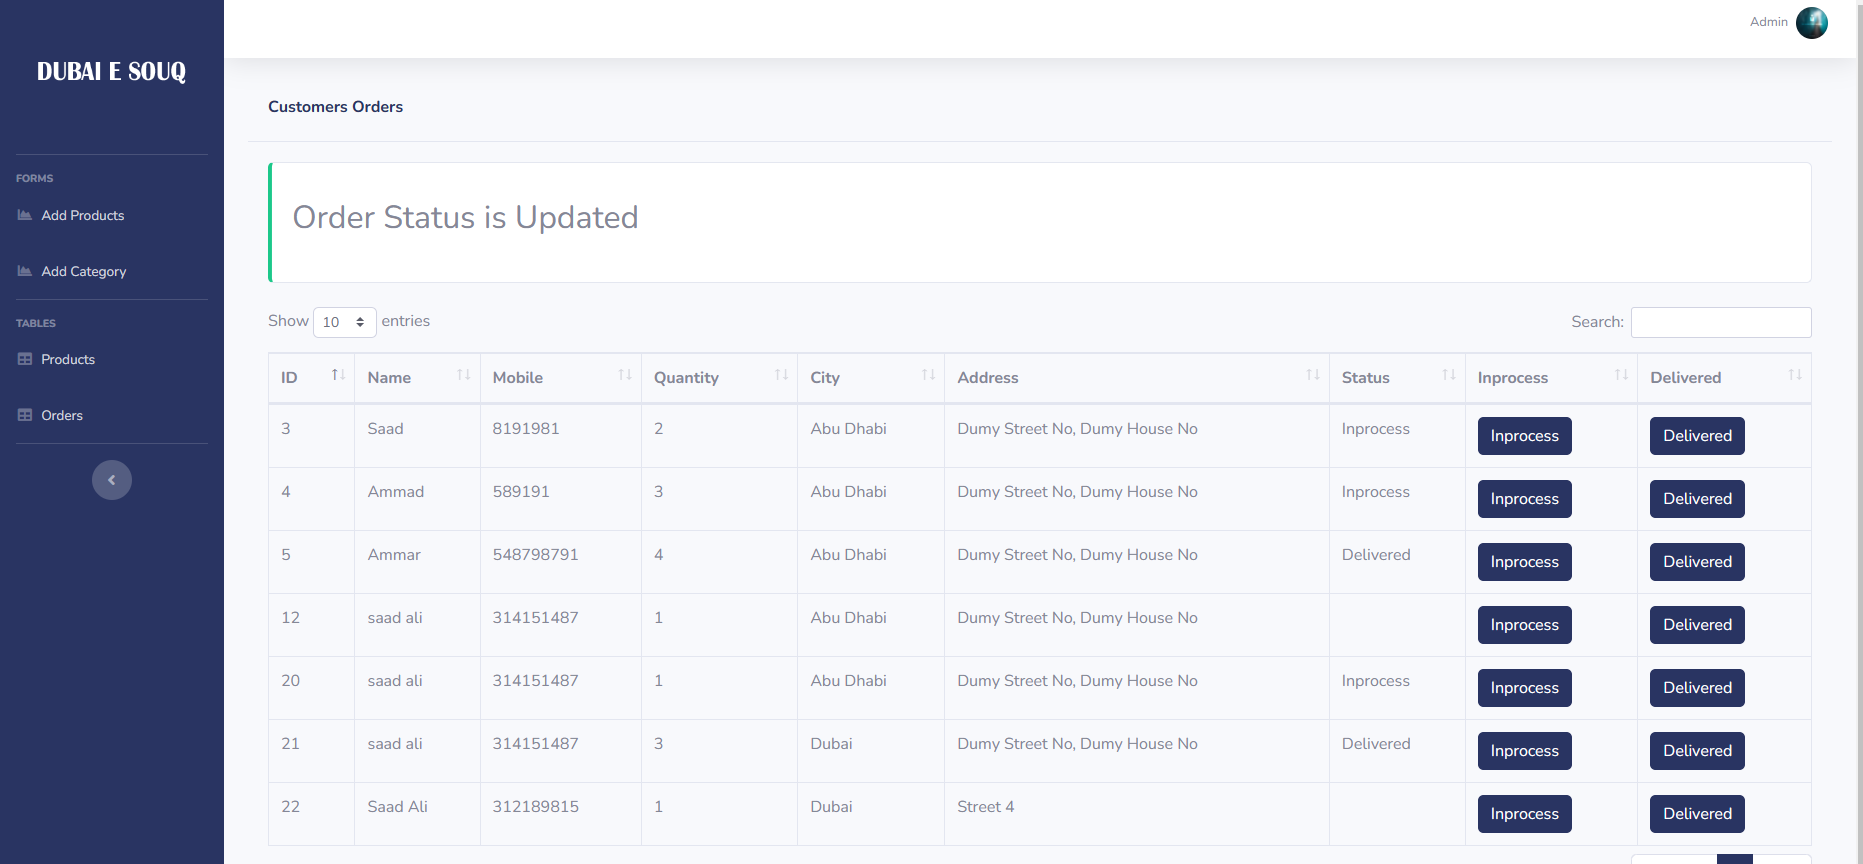 DUBAI E SOUQ
FORMS
Add Products
Add Category
TABLES
Products
Orders
Admin
Customers Orders
Order Status is Updated
Show 10 entries
Search:
ID Name Mobile Quantity City Address Status Inprocess Delivered
3 Saad 8191981 2 Abu Dhabi Dumy Street No, Dumy House No Inprocess Inprocess Delivered
4 Ammad 589191 3 Abu Dhabi Dumy Street No, Dumy House No Inprocess Inprocess Delivered
5 Ammar 548798791 4 Abu Dhabi Dumy Street No, Dumy House No Delivered Inprocess Delivered
12 saad ali 314151487 1 Abu Dhabi Dumy Street No, Dumy House No Inprocess Delivered
20 saad ali 314151487 1 Abu Dhabi Dumy Street No, Dumy House No Inprocess Inprocess Delivered
21 saad ali 314151487 3 Dubai Dumy Street No, Dumy House No Delivered Inprocess Delivered
22 Saad Ali 312189815 1 Dubai Street 4 Inprocess Delivered